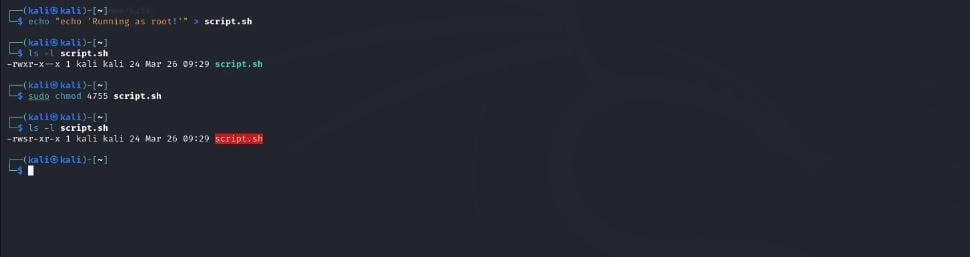 ┌──(kali㉿kali)-[~]
└─$ echo "echo 'Running as root!'" > script.sh
┌──(kali㉿kali)-[~]
└─$ ls -l script.sh
-rwxr-x--x 1 kali kali 24 Mar 26 09:29 script.sh
┌──(kali㉿kali)-[~]
└─$ sudo chmod 4755 script.sh
┌──(kali㉿kali)-[~]
└─$ ls -l script.sh
-rwsr-xr-x 1 kali kali 24 Mar 26 09:29 script.sh
┌──(kali㉿kali)-[~]
└─$